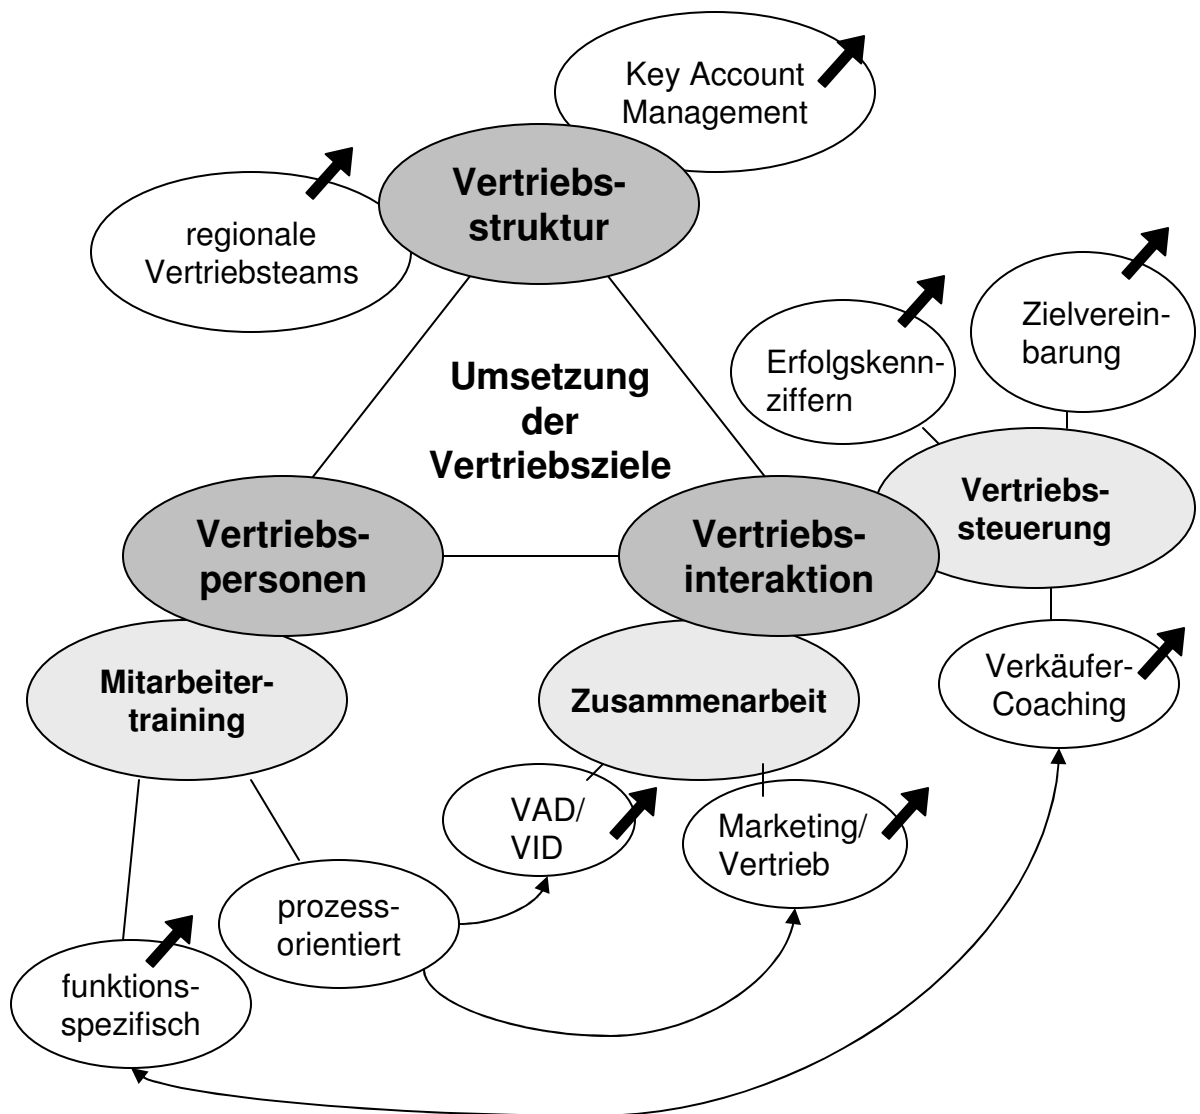 Key Account
Management
Vertriebs-
struktur
regionale
Vertriebsteams
Zielverein-
barung
Erfolgskenn-
ziffern
Umsetzung
der
Vertriebsziele
Vertriebs-
steuerung
Vertriebs-
personen
Vertriebs-
interaktion
Mitarbeiter-
training
Zusammenarbeit
Verkäufer-
Coaching
VAD/
VID
Marketing/
Vertrieb
prozess-
orientiert
funktions-
spezifisch